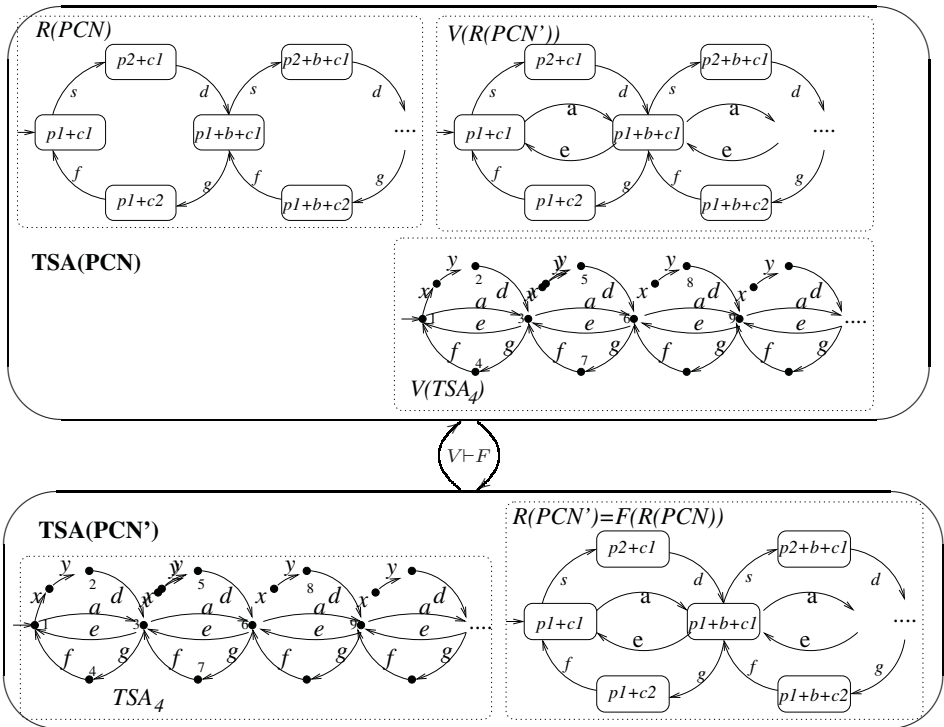 R(PCN)
V(R(PCN'))
p2+c1
p2+b+c1
p2+c1
p2+b+c1
s
d
s
d
s
d
s
d
a
a
p1+c1
p1+b+c1
....
p1+c1
p1+b+c1
....
e
e
f
g
f
g
f
g
f
g
p1+c2
p1+b+c2
p1+c2
p1+b+c2
TSA(PCN)
y
y
y
y
2
5
8
x
d
x
d
x
d
x
d
a
a
a
a
1
3
6
9
....
e
e
e
e
f
g
f
g
f
g
f
g
4
7
V(TSA4)
V⊢F
TSA(PCN')
R(PCN')=F(R(PCN))
y
y
y
y
2
5
8
x
d
x
d
x
d
x
d
a
a
a
a
1
3
6
9
....
e
e
e
e
f
g
f
g
f
g
f
g
4
7
TSA4
p2+c1
p2+b+c1
s
d
s
d
a
a
p1+c1
p1+b+c1
....
e
e
f
g
f
g
p1+c2
p1+b+c2